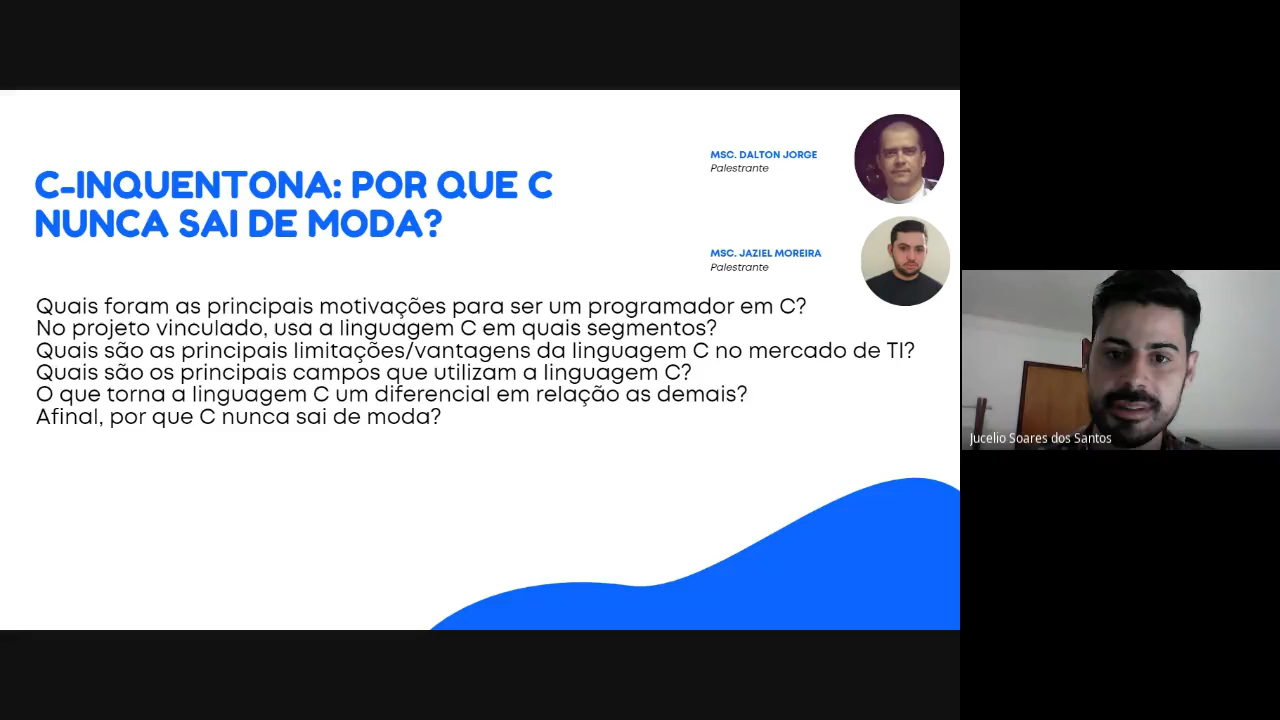 C-INQUENTONA: POR QUE C
NUNCA SAI DE MODA?
MSC. DALTON JORGE
Palestrante
MSC. JAZIEL MOREIRA
Palestrante
Quais foram as principais motivações para ser um programador em C?
No projeto vinculado, usa a linguagem C em quais segmentos?
Quais são as principais limitações/vantagens da linguagem C no mercado de TI?
Quais são os principais campos que utilizam a linguagem C?
O que torna a linguagem C um diferencial em relação as demais?
Afinal, por que C nunca sai de moda?
Jucelio Soares dos Santos